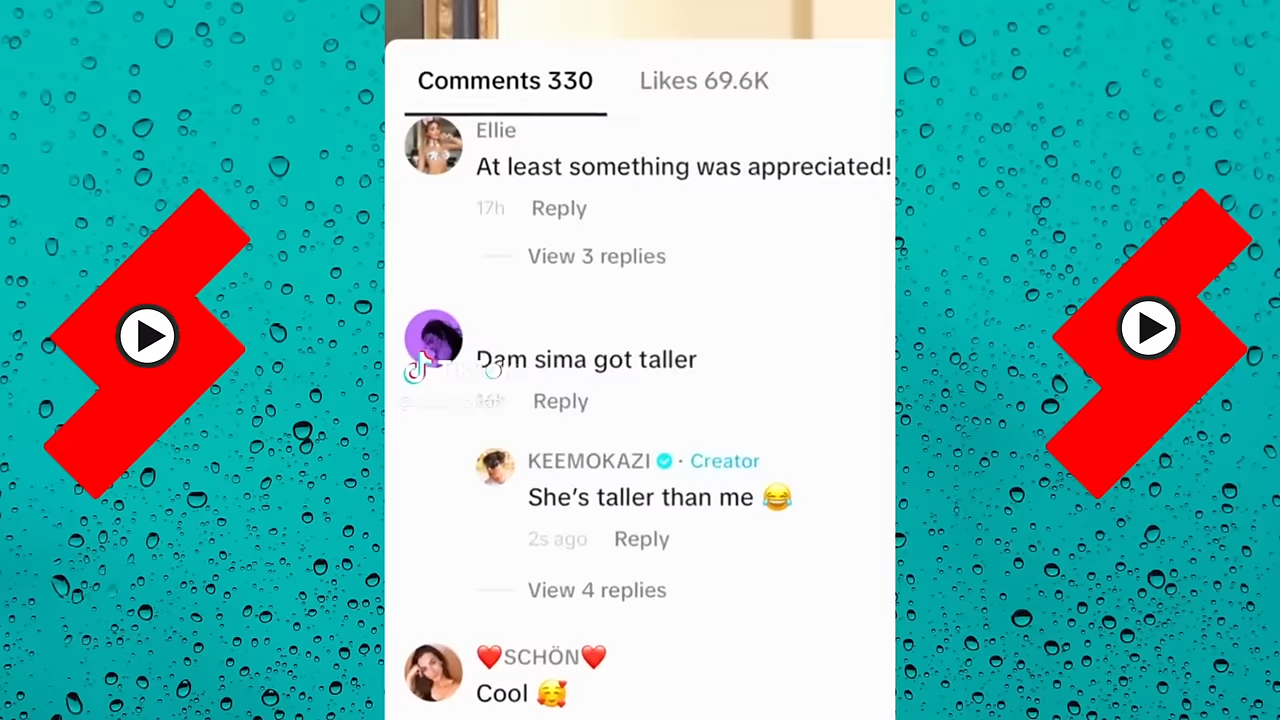 Comments 330
Likes 69.6K
Ellie
At least something was appreciated!
17h Reply
View 3 replies
Dam sima got taller
16h Reply
KEEMOKAZI · Creator
She’s taller than me 😂
2s ago Reply
View 4 replies
❤️SCHÖN❤️
Cool 🥰